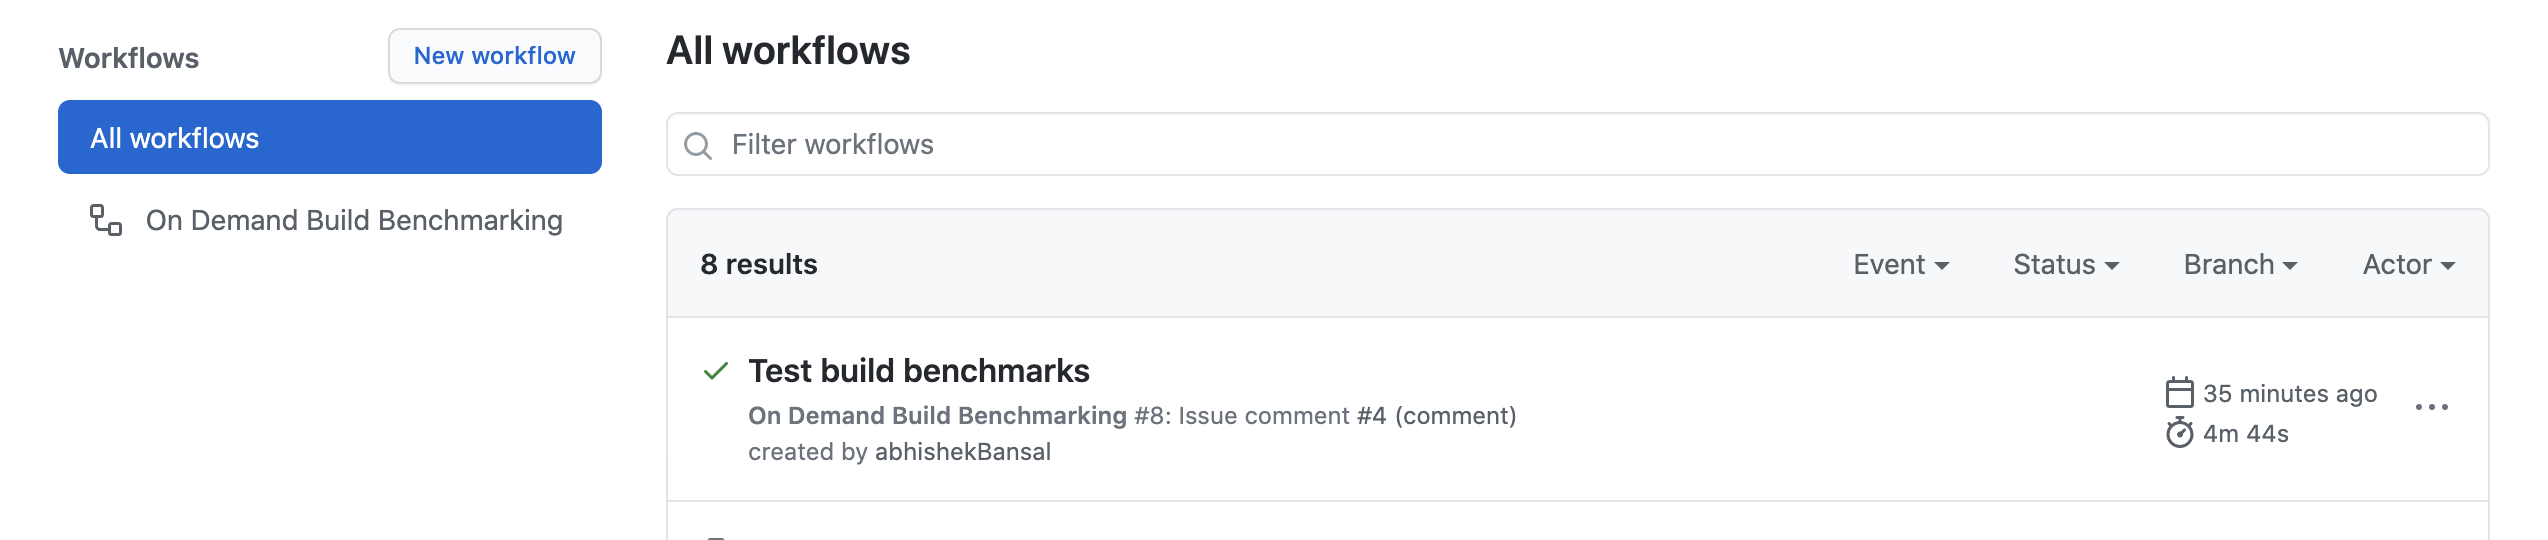 Workflows
New workflow
All workflows
On Demand Build Benchmarking
All workflows
Filter workflows
8 results
Event
Status
Branch
Actor
Test build benchmarks
On Demand Build Benchmarking #8: Issue comment #4 (comment)
created by abhishekBansal
35 minutes ago
4m 44s